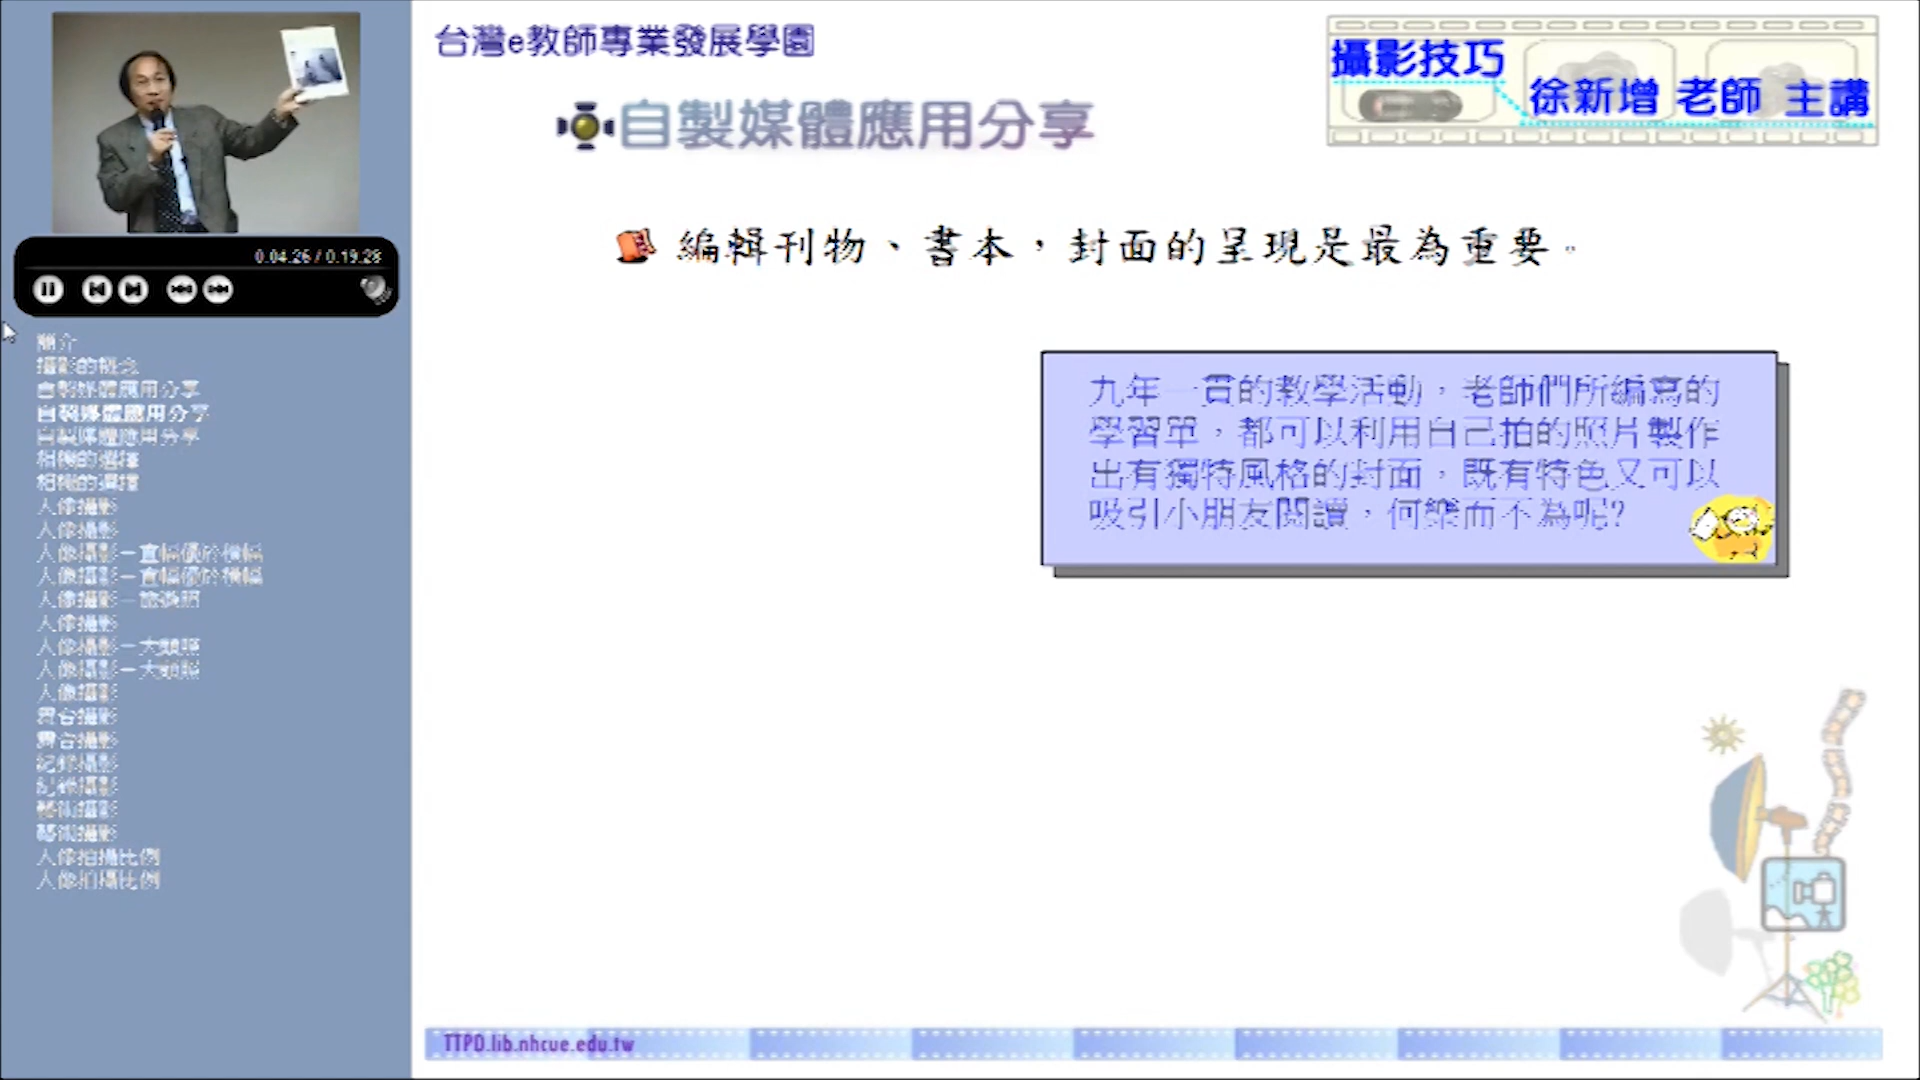 台灣e教師專業發展學園
攝影技巧
徐新增 老師 主講
自製媒體應用分享
編輯刊物、書本，封面的呈現是最為重要。
九年一貫的教學活動，老師們所編寫的
學習單，都可以利用自己拍的照片製作
出有獨特風格的封面，既有特色又可以
吸引小朋友閱讀，何樂而不為呢?
0:04:26 / 0:19:28
簡介
攝影的概念
自製媒體應用分享
自製媒體應用分享
自製媒體應用分享
相機的選擇
相機的選擇
人像攝影
人像攝影
人像攝影－直幅優於橫幅
人像攝影－直幅優於橫幅
人像攝影－旅遊照
人像攝影
人像攝影－大頭照
人像攝影－大頭照
人像攝影
舞台攝影
舞台攝影
紀錄攝影
紀錄攝影
藝術攝影
藝術攝影
人像拍攝比例
人像拍攝比例
TTPD.lib.nhcue.edu.tw